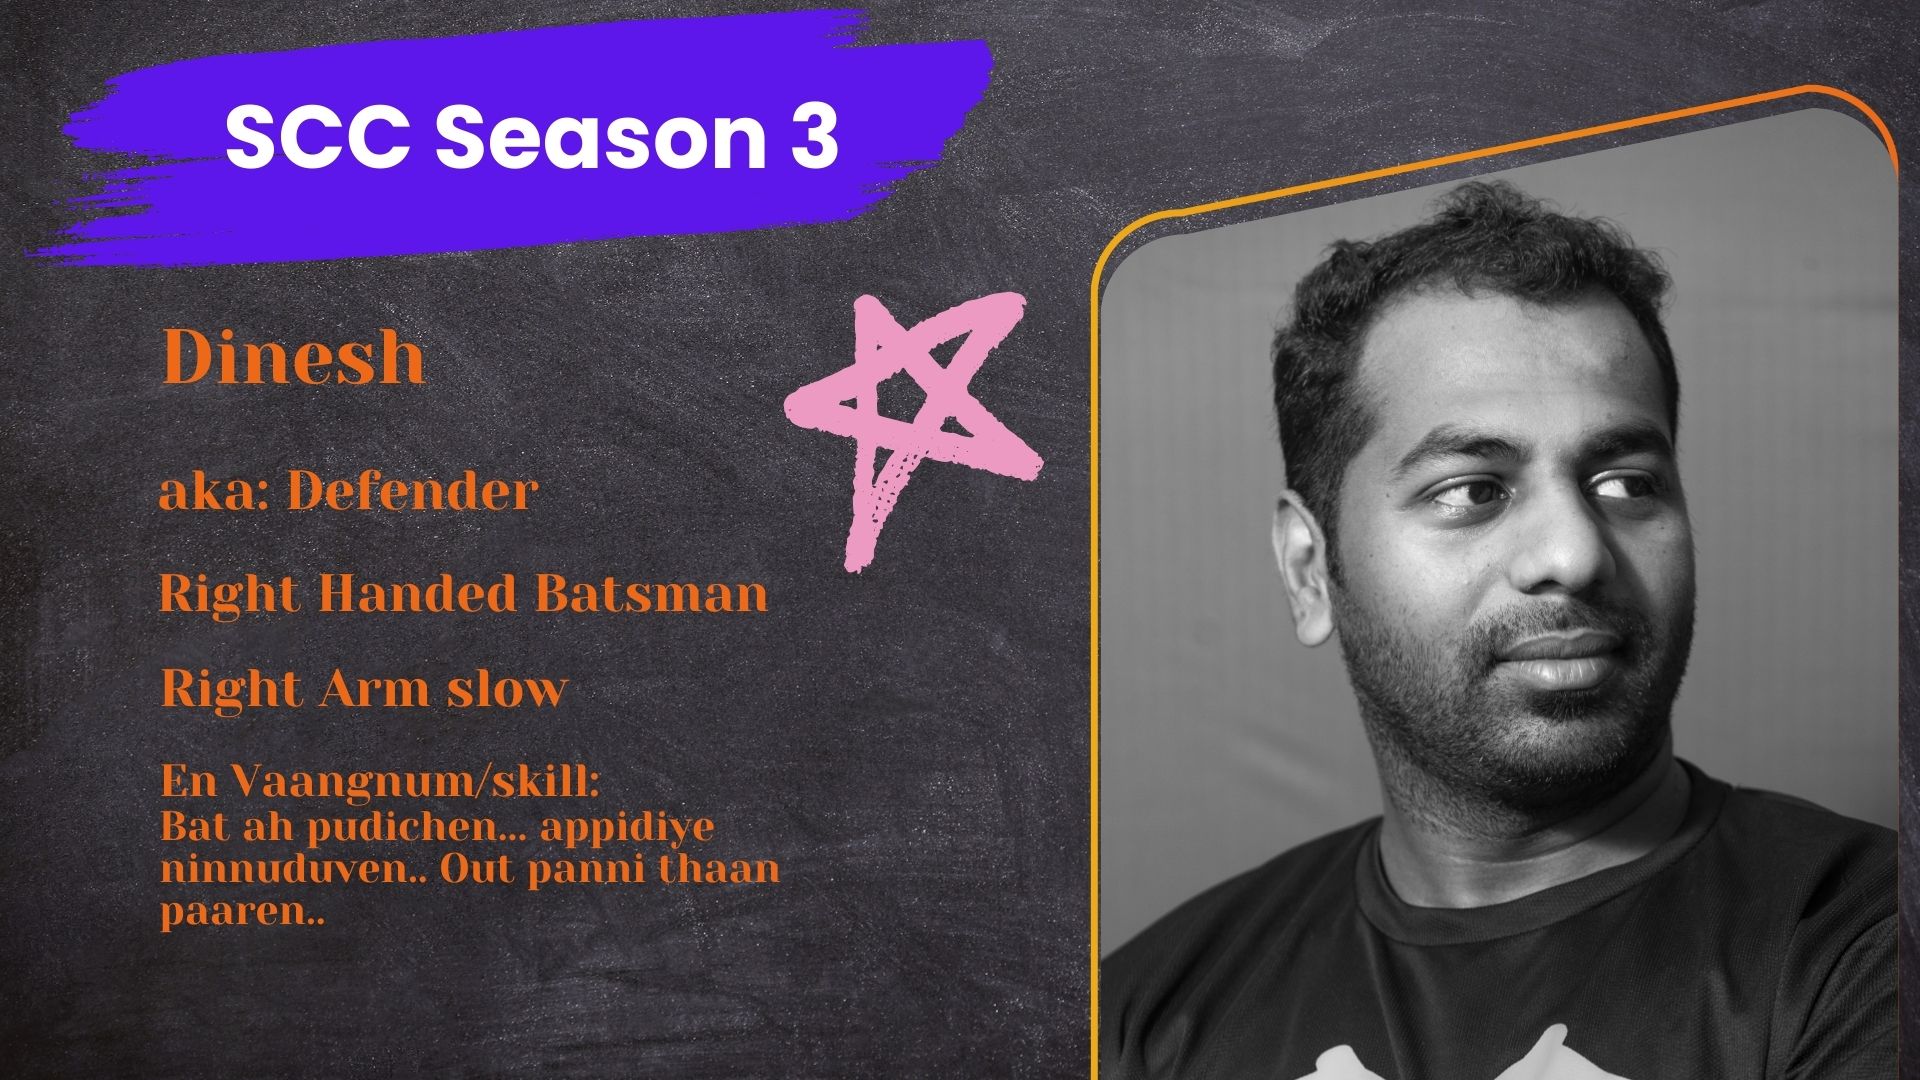 SCC Season 3
Dinesh
aka: Defender
Right Handed Batsman
Right Arm slow
En Vaangnum/skill:
Bat ah pudichen... appidiye
ninnuduven.. Out panni thaan
paaren..